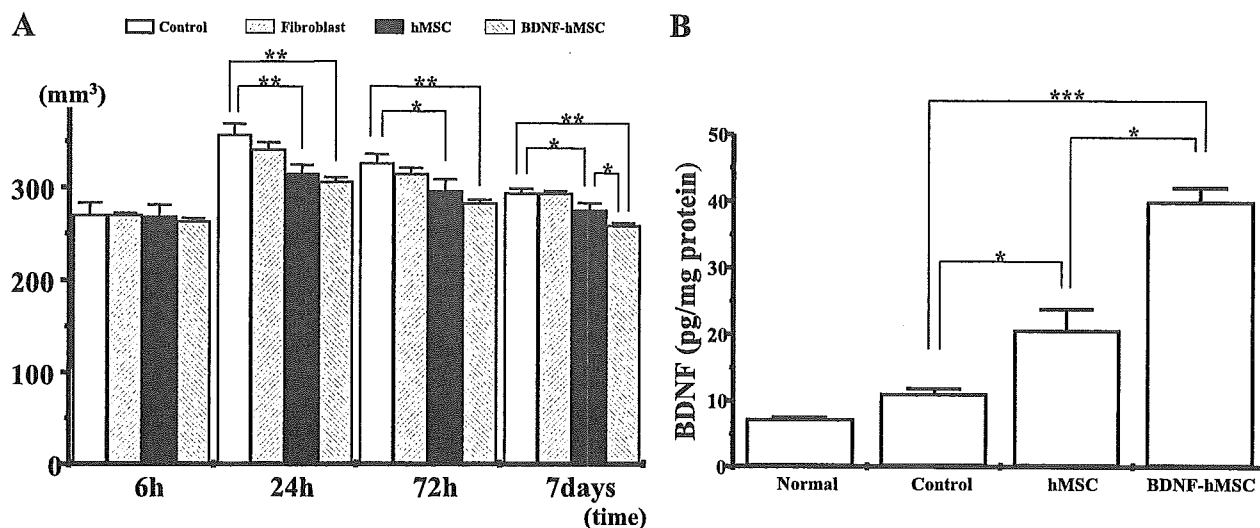 A
Control Fibroblast hMSC BDNF-hMSC
(mm³)
** 
**
**
*
**
*
*
300
200
100
0
6h 24h 72h 7days
(time)
B
***
*
*
BDNF (pg/mg protein)
50
40
30
20
10
0
Normal Control hMSC BDNF-hMSC